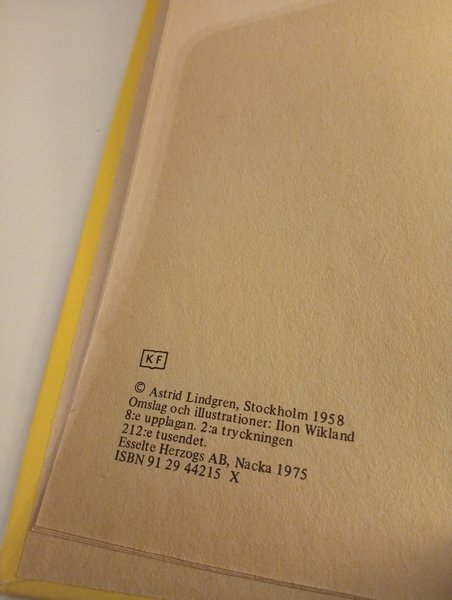 KF
© Astrid Lindgren, Stockholm 1958
Omslag och illustrationer: Ilon Wikland
8:e upplagan. 2:a tryckningen
212:e tusendet.
Esselte Herzogs AB, Nacka 1975
ISBN 91 29 44215 X